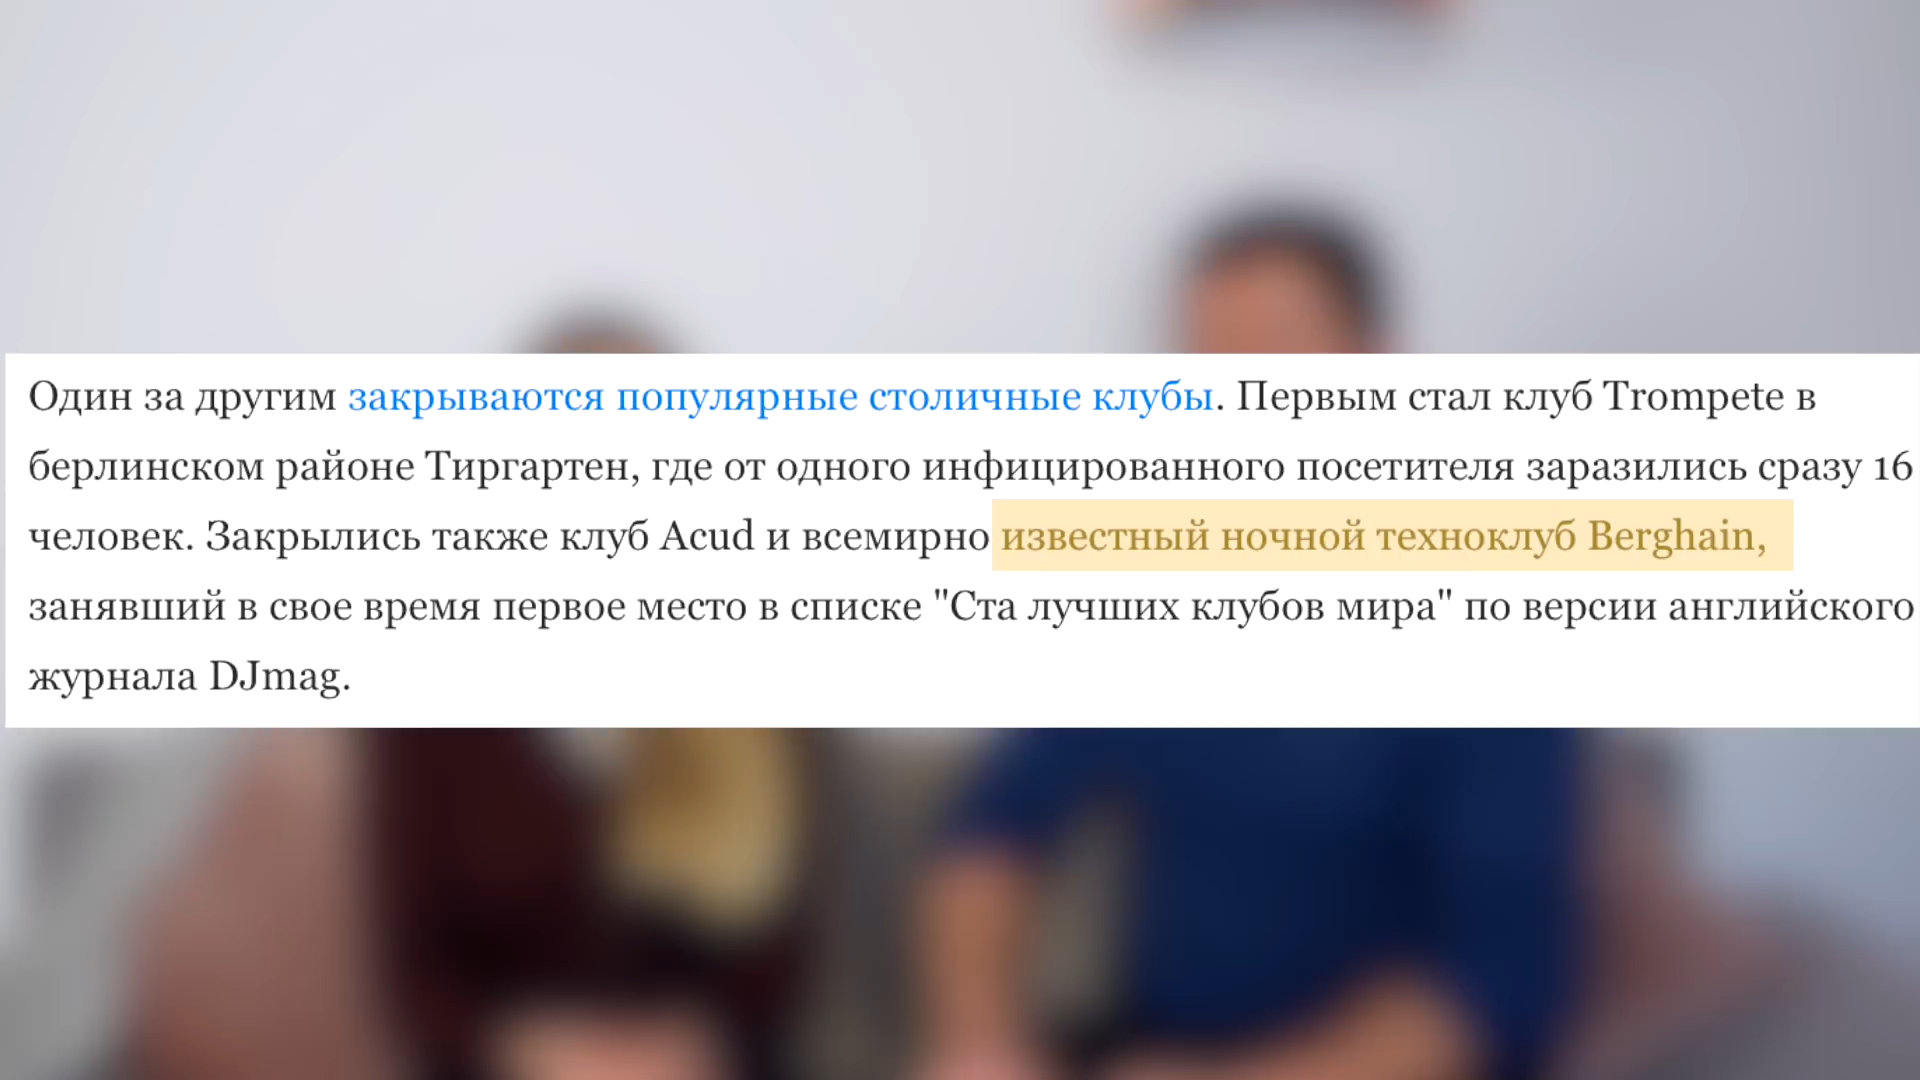 Один за другим закрываются популярные столичные клубы. Первым стал клуб Trompete в
берлинском районе Тиргартен, где от одного инфицированного посетителя заразились сразу 16
человек. Закрылись также клуб Acud и всемирно известный ночной техноклуб Berghain,
занявший в свое время первое место в списке "Ста лучших клубов мира" по версии английского
журнала DJmag.